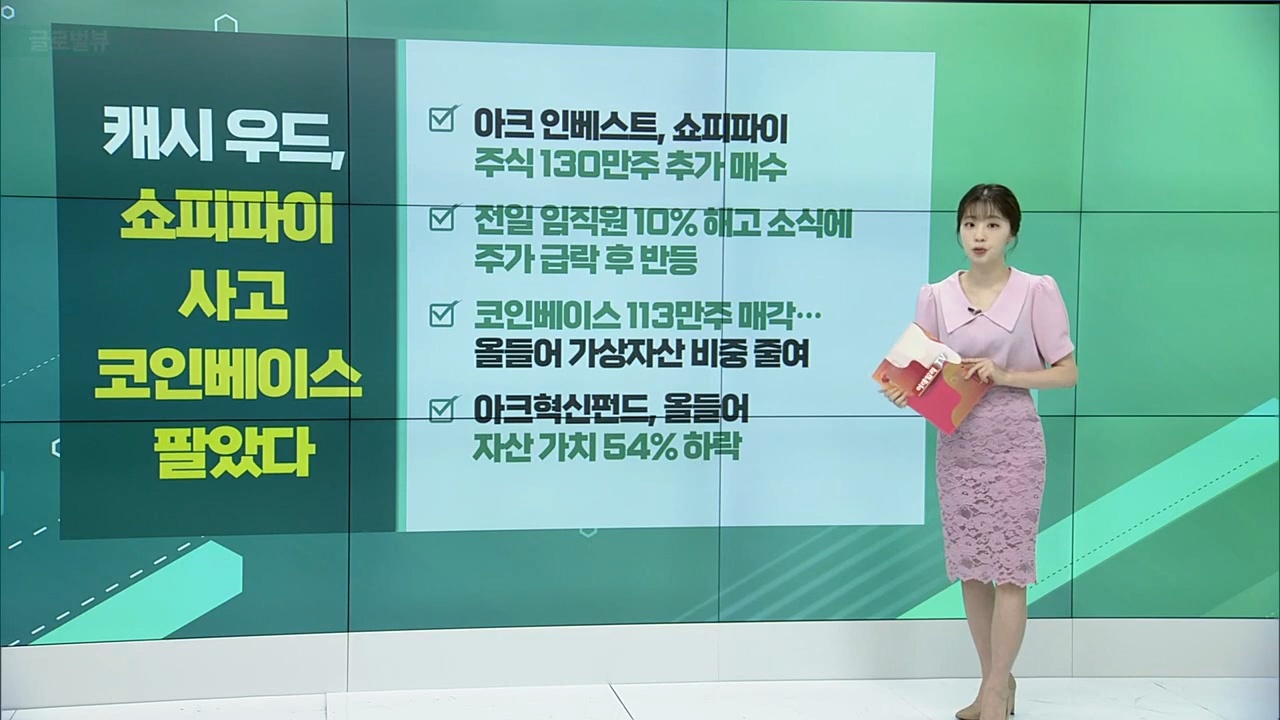 글로벌뷰
캐시 우드,
쇼피파이
사고
코인베이스
팔았다
아크 인베스트, 쇼피파이
주식 130만주 추가 매수
전일 임직원 10% 해고 소식에
주가 급락 후 반등
코인베이스 113만주 매각…
올들어 가상자산 비중 줄여
아크혁신펀드, 올들어
자산 가치 54% 하락
이데일리 TV